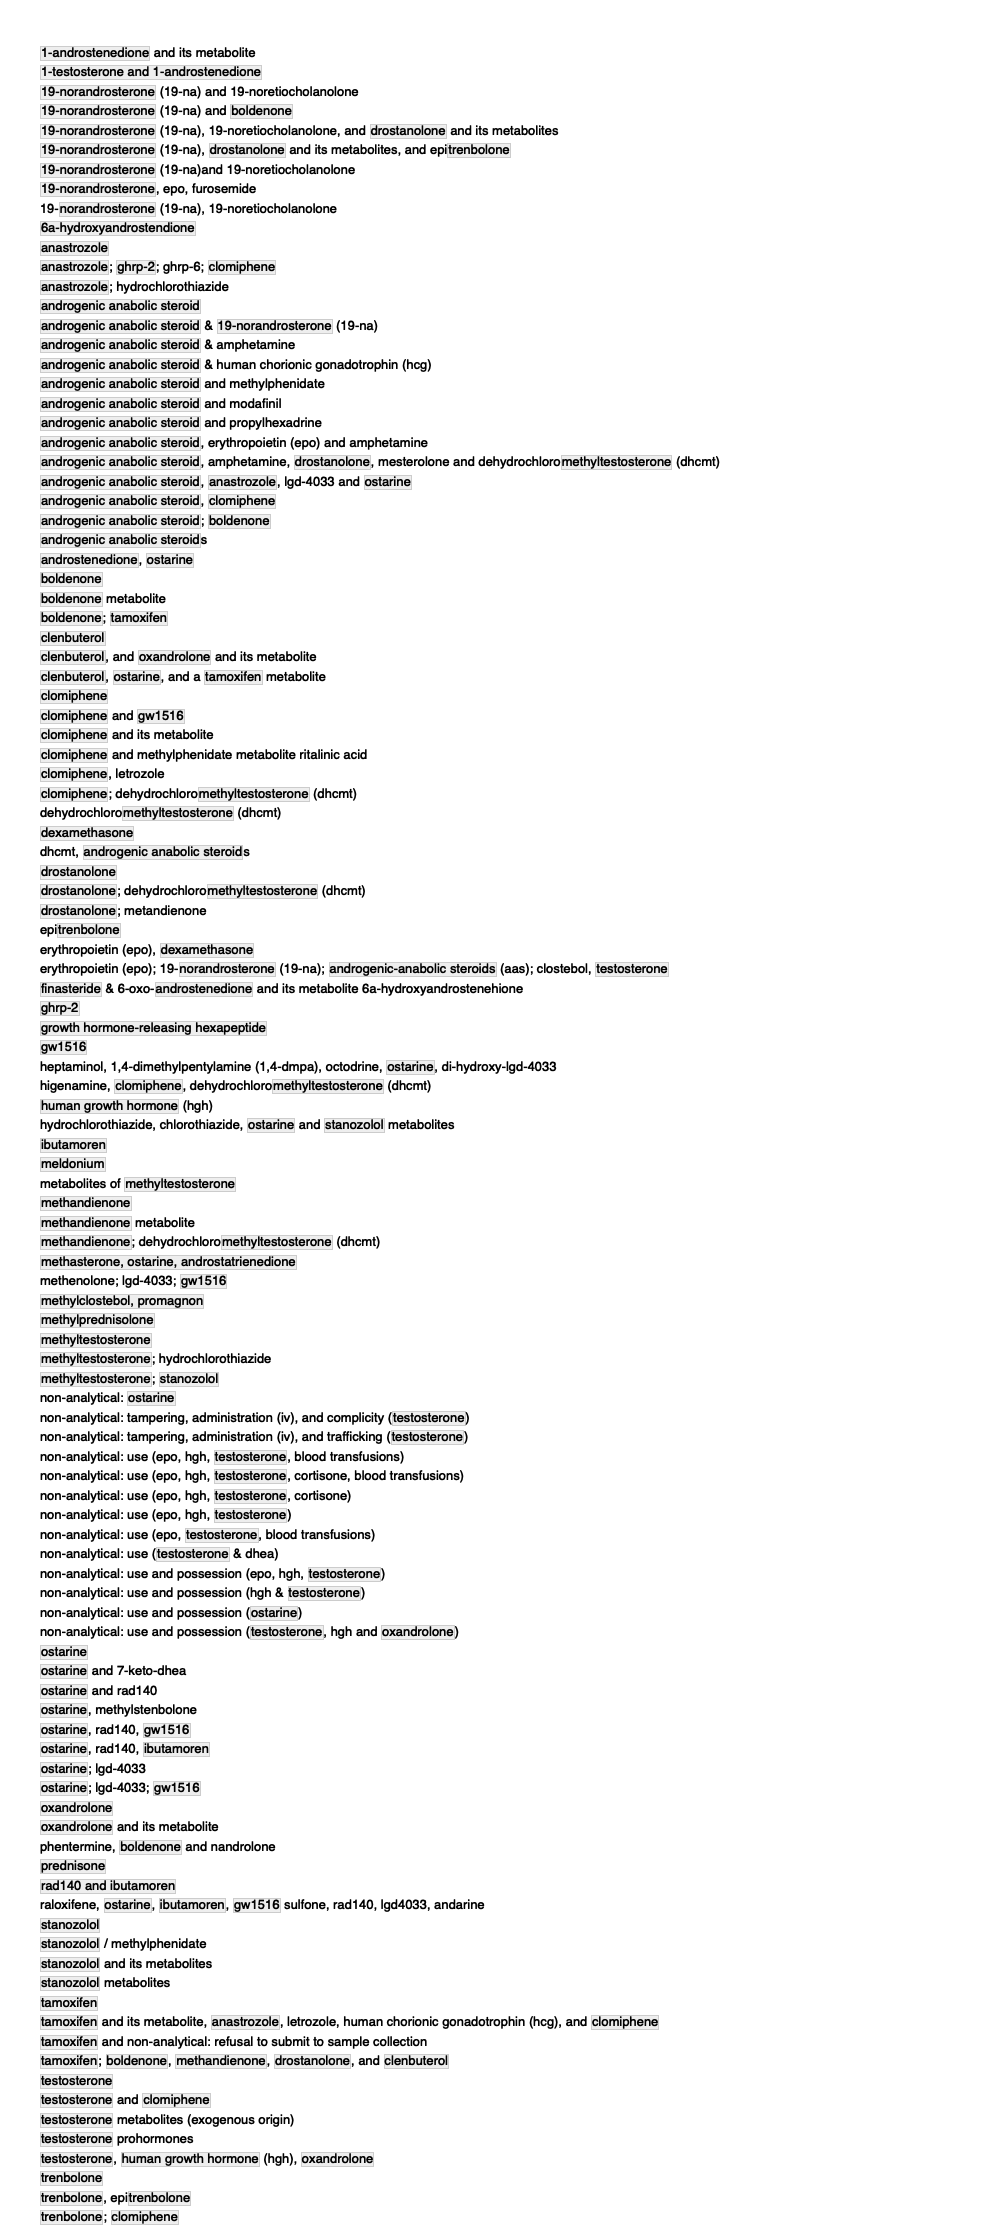 1-androstenedione and its metabolite
1-testosterone and 1-androstenedione
19-norandrosterone (19-na) and 19-noretiocholanolone
19-norandrosterone (19-na) and boldenone
19-norandrosterone (19-na), 19-noretiocholanolone, and drostanolone and its metabolites
19-norandrosterone (19-na), drostanolone and its metabolites, and epitrenbolone
19-norandrosterone (19-na)and 19-noretiocholanolone
19-norandrosterone, epo, furosemide
19-norandrosterone (19-na), 19-noretiocholanolone
6a-hydroxyandrostendione
anastrozole
anastrozole; ghrp-2; ghrp-6; clomiphene
anastrozole; hydrochlorothiazide
androgenic anabolic steroid
androgenic anabolic steroid & 19-norandrosterone (19-na)
androgenic anabolic steroid & amphetamine
androgenic anabolic steroid & human chorionic gonadotrophin (hcg)
androgenic anabolic steroid and methylphenidate
androgenic anabolic steroid and modafinil
androgenic anabolic steroid and propylhexadrine
androgenic anabolic steroid, erythropoietin (epo) and amphetamine
androgenic anabolic steroid, amphetamine, drostanolone, mesterolone and dehydrochloromethyltestosterone (dhcmt)
androgenic anabolic steroid, anastrozole, lgd-4033 and ostarine
androgenic anabolic steroid, clomiphene
androgenic anabolic steroid; boldenone
androgenic anabolic steroids
androstenedione, ostarine
boldenone
boldenone metabolite
boldenone; tamoxifen
clenbuterol
clenbuterol, and oxandrolone and its metabolite
clenbuterol, ostarine, and a tamoxifen metabolite
clomiphene
clomiphene and gw1516
clomiphene and its metabolite
clomiphene and methylphenidate metabolite ritalinic acid
clomiphene, letrozole
clomiphene; dehydrochloromethyltestosterone (dhcmt)
dehydrochloromethyltestosterone (dhcmt)
dexamethasone
dhcmt, androgenic anabolic steroids
drostanolone
drostanolone; dehydrochloromethyltestosterone (dhcmt)
drostanolone; metandienone
epitrenbolone
erythropoietin (epo), dexamethasone
erythropoietin (epo); 19-norandrosterone (19-na); androgenic-anabolic steroids (aas); clostebol, testosterone
finasteride & 6-oxo-androstenedione and its metabolite 6a-hydroxyandrostenehione
ghrp-2
growth hormone-releasing hexapeptide
gw1516
heptaminol, 1,4-dimethylpentylamine (1,4-dmpa), octodrine, ostarine, di-hydroxy-lgd-4033
higenamine, clomiphene, dehydrochloromethyltestosterone (dhcmt)
human growth hormone (hgh)
hydrochlorothiazide, chlorothiazide, ostarine and stanozolol metabolites
ibutamoren
meldonium
metabolites of methyltestosterone
methandienone
methandienone metabolite
methandienone; dehydrochloromethyltestosterone (dhcmt)
methasterone, ostarine, androstatrienedione
methenolone; lgd-4033; gw1516
methylclostebol, promagnon
methylprednisolone
methyltestosterone
methyltestosterone; hydrochlorothiazide
methyltestosterone; stanozolol
non-analytical: ostarine
non-analytical: tampering, administration (iv), and complicity (testosterone)
non-analytical: tampering, administration (iv), and trafficking (testosterone)
non-analytical: use (epo, hgh, testosterone, blood transfusions)
non-analytical: use (epo, hgh, testosterone, cortisone, blood transfusions)
non-analytical: use (epo, hgh, testosterone, cortisone)
non-analytical: use (epo, hgh, testosterone)
non-analytical: use (epo, testosterone, blood transfusions)
non-analytical: use (testosterone & dhea)
non-analytical: use and possession (epo, hgh, testosterone)
non-analytical: use and possession (hgh & testosterone)
non-analytical: use and possession (ostarine)
non-analytical: use and possession (testosterone, hgh and oxandrolone)
ostarine
ostarine and 7-keto-dhea
ostarine and rad140
ostarine, methylstenbolone
ostarine, rad140, gw1516
ostarine, rad140, ibutamoren
ostarine; lgd-4033
ostarine; lgd-4033; gw1516
oxandrolone
oxandrolone and its metabolite
phentermine, boldenone and nandrolone
prednisone
rad140 and ibutamoren
raloxifene, ostarine, ibutamoren, gw1516 sulfone, rad140, lgd4033, andarine
stanozolol
stanozolol / methylphenidate
stanozolol and its metabolites
stanozolol metabolites
tamoxifen
tamoxifen and its metabolite, anastrozole, letrozole, human chorionic gonadotrophin (hcg), and clomiphene
tamoxifen and non-analytical: refusal to submit to sample collection
tamoxifen; boldenone, methandienone, drostanolone, and clenbuterol
testosterone
testosterone and clomiphene
testosterone metabolites (exogenous origin)
testosterone prohormones
testosterone, human growth hormone (hgh), oxandrolone
trenbolone
trenbolone, epitrenbolone
trenbolone; clomiphene